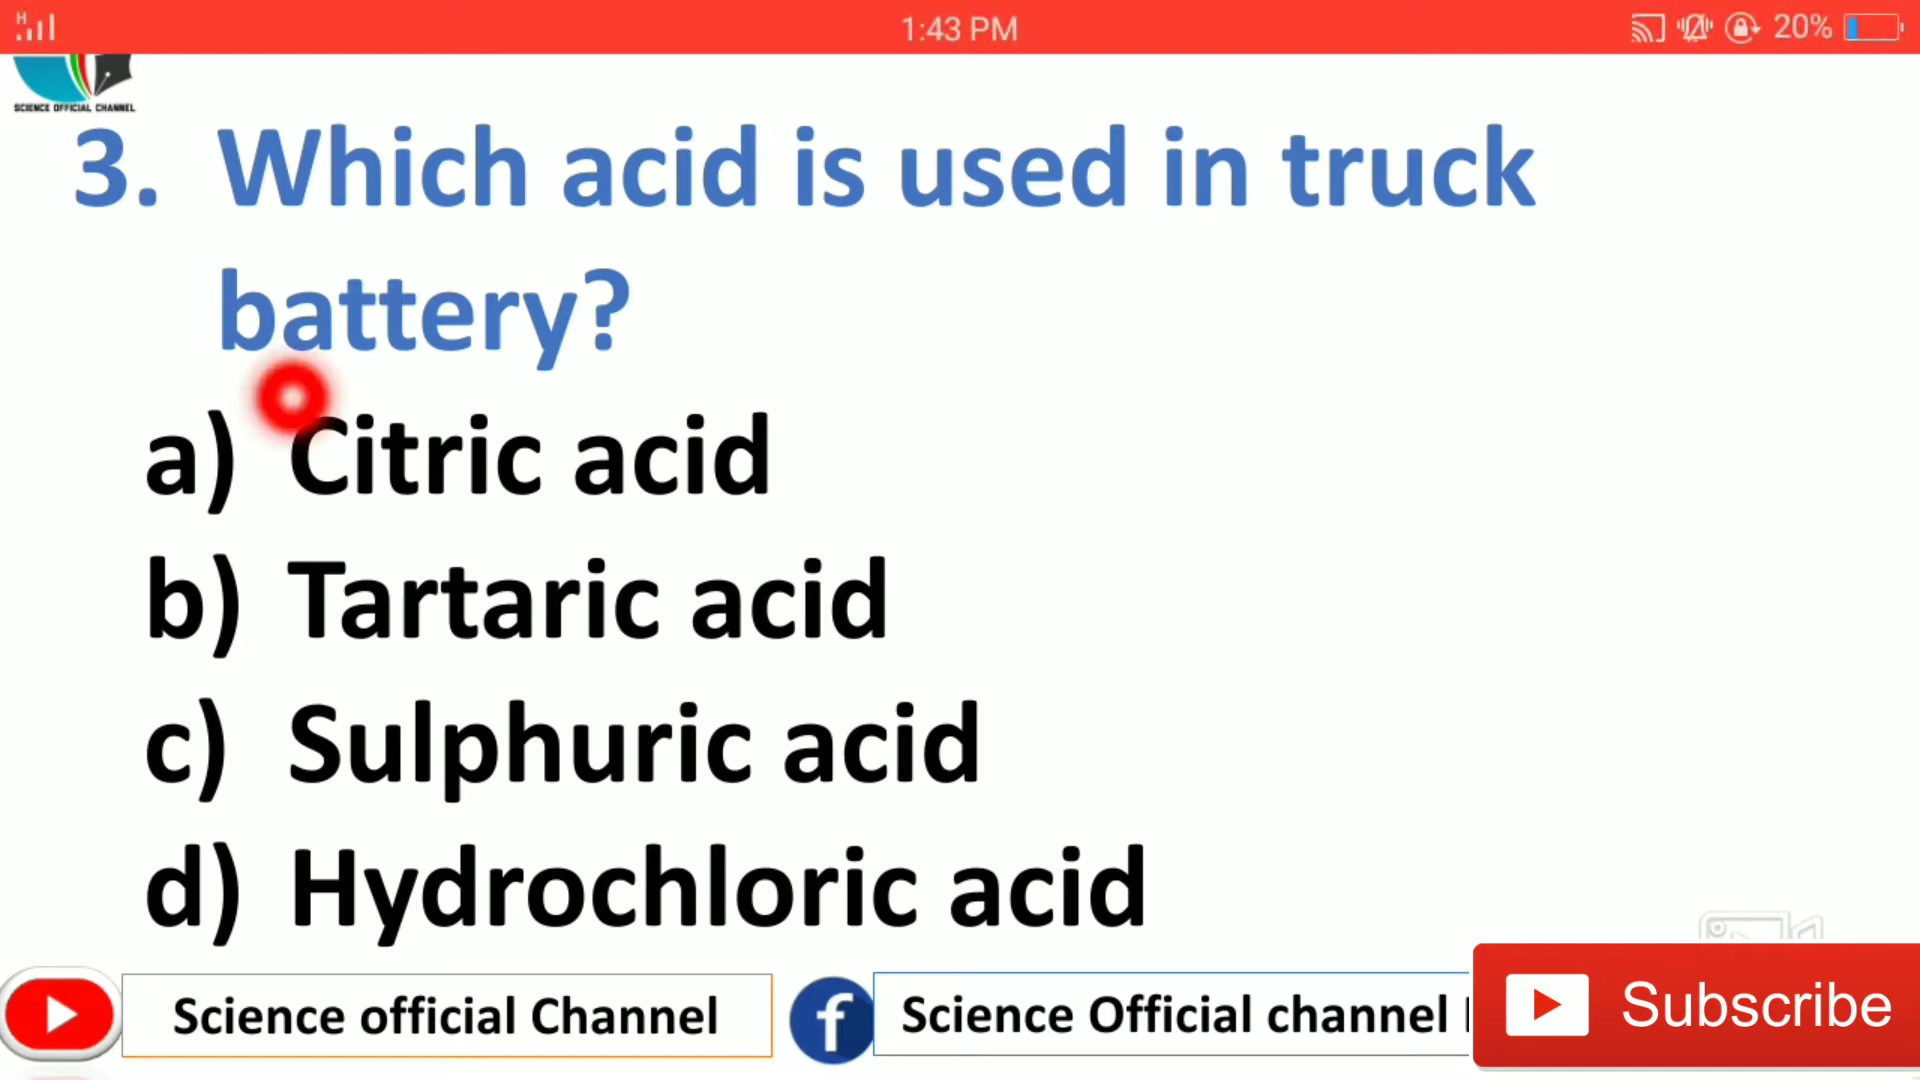 H
1:43 PM
20%
SCIENCE OFFICIAL CHANNEL
3. Which acid is used in truck
battery?
a) Citric acid
b) Tartaric acid
c) Sulphuric acid
d) Hydrochloric acid
Science official Channel
f Science Official channel
Subscribe